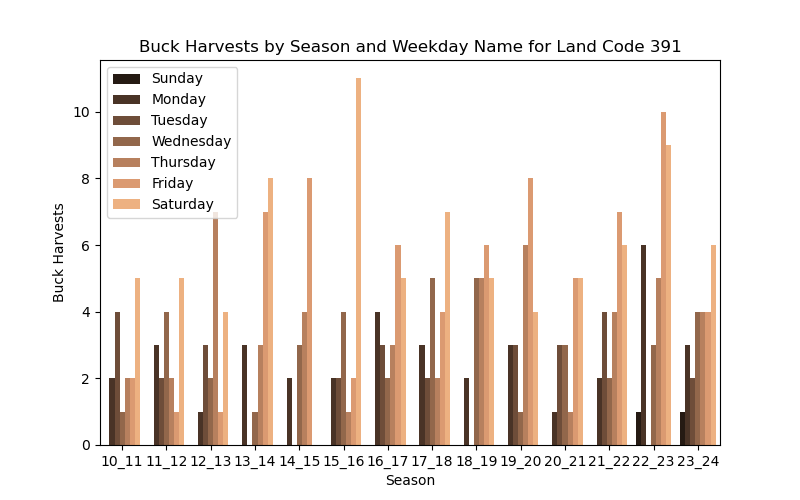 Buck Harvests by Season and Weekday Name for Land Code 391
Sunday
Monday
Tuesday
Wednesday
Thursday
Friday
Saturday
10
8
6
4
2
0
Buck Harvests
10_11 11_12 12_13 13_14 14_15 15_16 16_17 17_18 18_19 19_20 20_21 21_22 22_23 23_24
Season